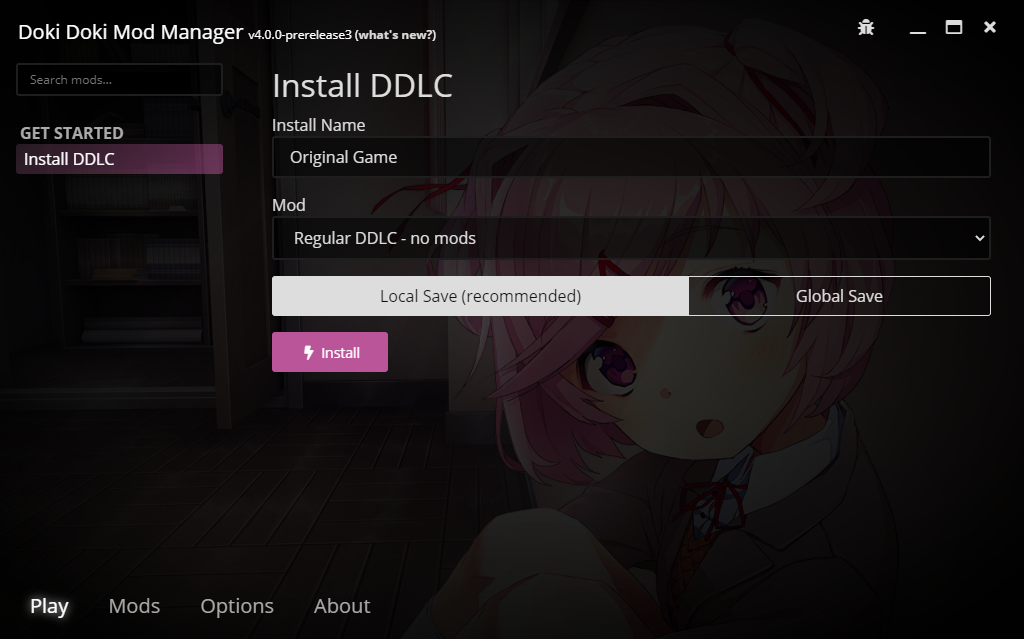 Doki Doki Mod Manager v4.0.0-prerelease3 (what's new?)
Search mods...
GET STARTED
Install DDLC
Install DDLC
Install Name
Original Game
Mod
Regular DDLC - no mods
Local Save (recommended) Global Save
Install
Play Mods Options About